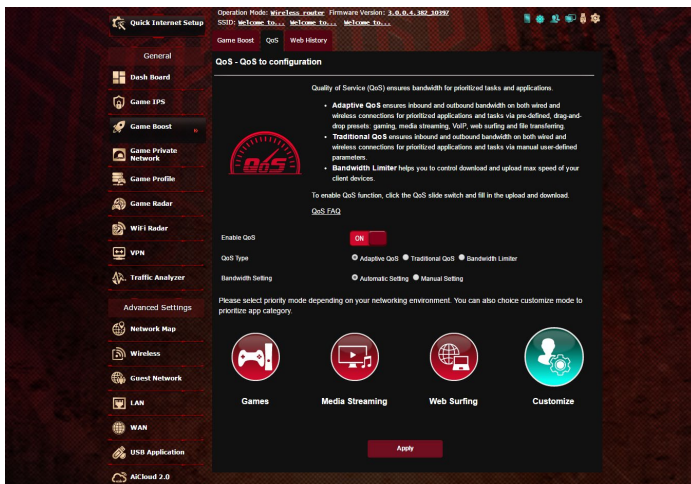 Quick Internet Setup
Operation Mode: Wireless router Firmware Version: 3.0.0.4.382_10397
SSID: Welcome to... Welcome to... Welcome to...
Game Boost QoS Web History
General
Dash Board
Game IPS
Game Boost »
Game Private
Network
Game Profile
Game Radar
WiFi Radar
VPN
Traffic Analyzer
Advanced Settings
Network Map
Wireless
Guest Network
LAN
WAN
USB Application
AiCloud 2.0
QoS - QoS to configuration
QoS
Quality of Service (QoS) ensures bandwidth for prioritized tasks and applications.
• Adaptive QoS ensures inbound and outbound bandwidth on both wired and
wireless connections for prioritized applications and tasks via pre-defined, drag-and-
drop presets: gaming, media streaming, VoIP, web surfing and file transferring.
• Traditional QoS ensures inbound and outbound bandwidth on both wired and
wireless connections for prioritized applications and tasks via manual user-defined
parameters.
• Bandwidth Limiter helps you to control download and upload max speed of your
client devices.
To enable QoS function, click the QoS slide switch and fill in the upload and download.
QoS FAQ
Enable QoS ON
QoS Type Adaptive QoS Traditional QoS Bandwidth Limiter
Bandwidth Setting Automatic Setting Manual Setting
Please select priority mode depending on your networking environment. You can also choice customize mode to
prioritize app category.
Games Media Streaming Web Surfing Customize
Apply